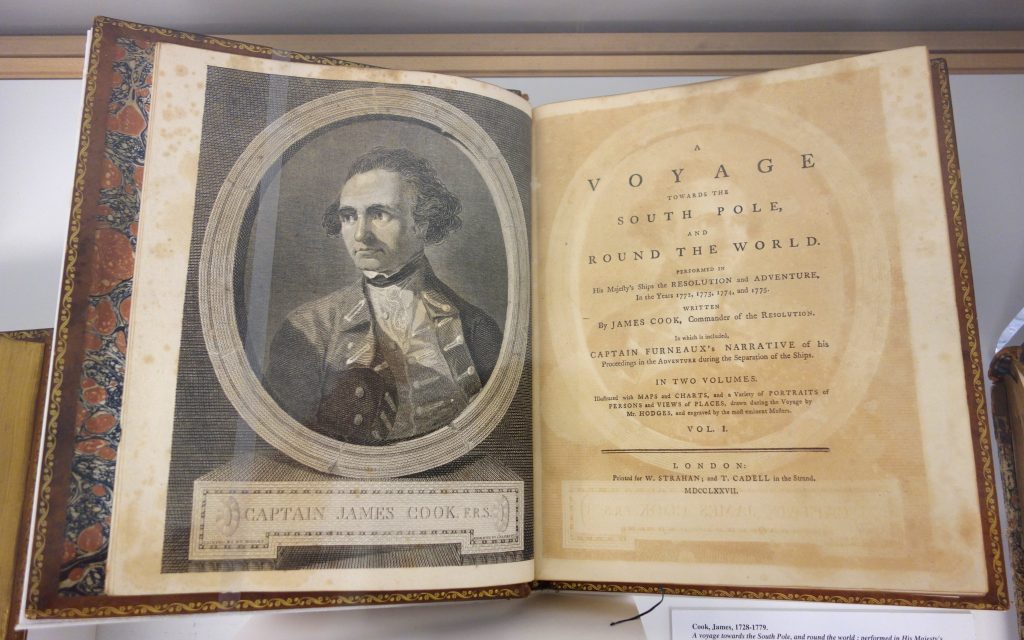 CAPTAIN JAMES COOK, F.R.S.
A
VOYAGE
TOWARDS THE
SOUTH POLE,
AND
ROUND THE WORLD.
PERFORMED IN
His Majesty's Ships the RESOLUTION and ADVENTURE,
In the Years 1772, 1773, 1774, and 1775.
WRITTEN
By JAMES COOK, Commander of the RESOLUTION.
In which is included,
CAPTAIN FURNEAUX's NARRATIVE of his
Proceedings in the ADVENTURE during the Separation of the Ships.
IN TWO VOLUMES.
Illustrated with MAPS and CHARTS, and a Variety of PORTRAITS of
PERSONS and VIEWS of PLACES, drawn during the Voyage by
Mr. HODGES, and engraved by the most eminent Masters.
VOL. I.
LONDON:
Printed for W. STRAHAN; and T. CADELL in the Strand,
MDCCLXXVII.
Cook, James, 1728-1779.
A voyage towards the South Pole, and round the world : performed in His Majesty's